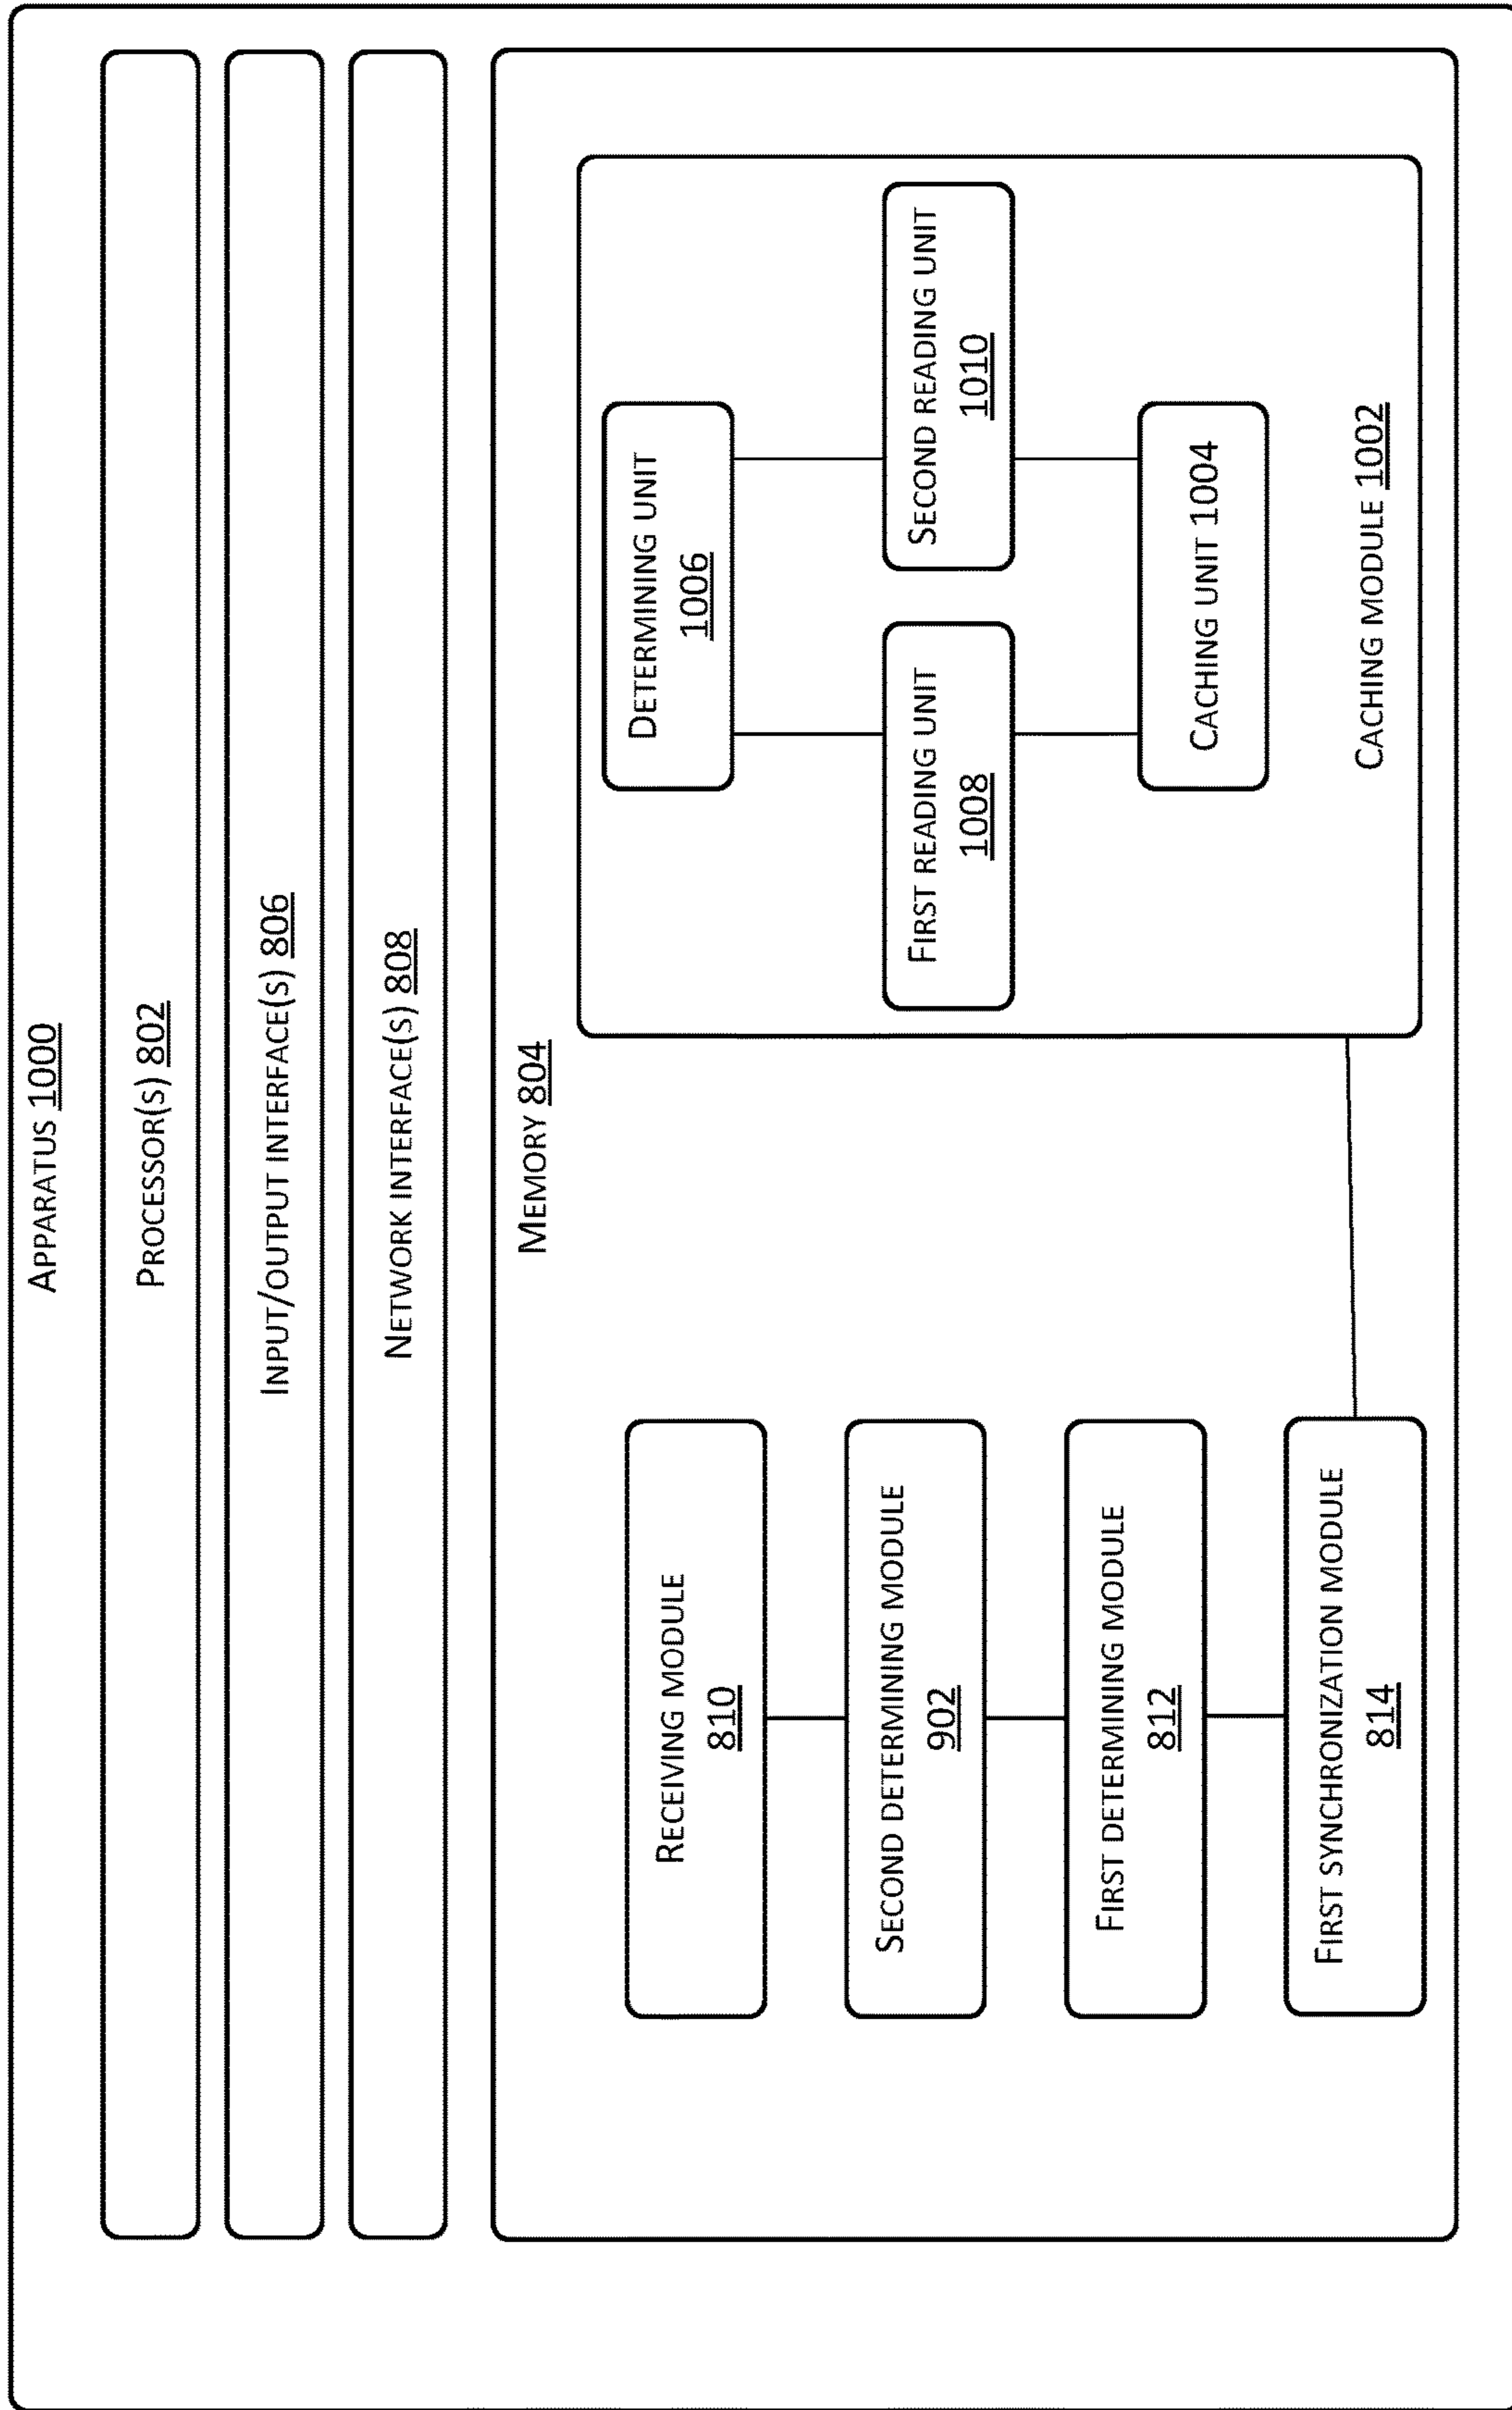 APPARATUS 1000
PROCESSOR(S) 802
INPUT/OUTPUT INTERFACE(S) 806
NETWORK INTERFACE(S) 808
MEMORY 804
RECEIVING MODULE
810
SECOND DETERMINING MODULE
902
FIRST DETERMINING MODULE
812
FIRST SYNCHRONIZATION MODULE
814
DETERMINING UNIT
1006
FIRST READING UNIT
1008
SECOND READING UNIT
1010
CACHING UNIT 1004
CACHING MODULE 1002